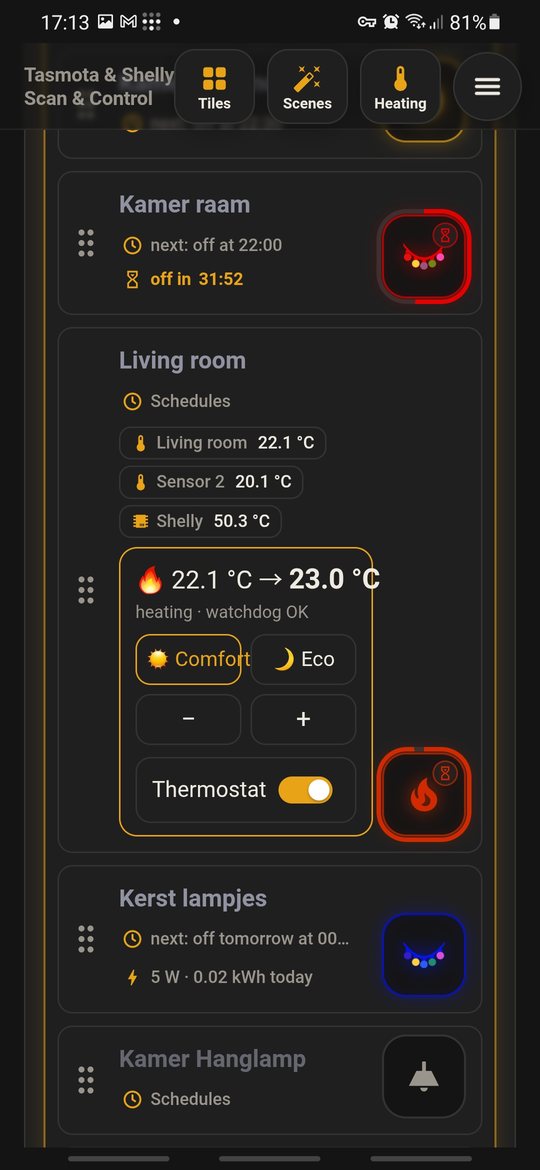 17:13
81%
Tasmota & Shelly
Scan & Control
Tiles
Scenes
Heating
Kamer raam
next: off at 22:00
off in 31:52
Living room
Schedules
Living room 22.1 °C
Sensor 2 20.1 °C
Shelly 50.3 °C
22.1 °C → 23.0 °C
heating · watchdog OK
Comfort
Eco
−
+
Thermostat
Kerst lampjes
next: off tomorrow at 00...
5 W · 0.02 kWh today
Kamer Hanglamp
Schedules